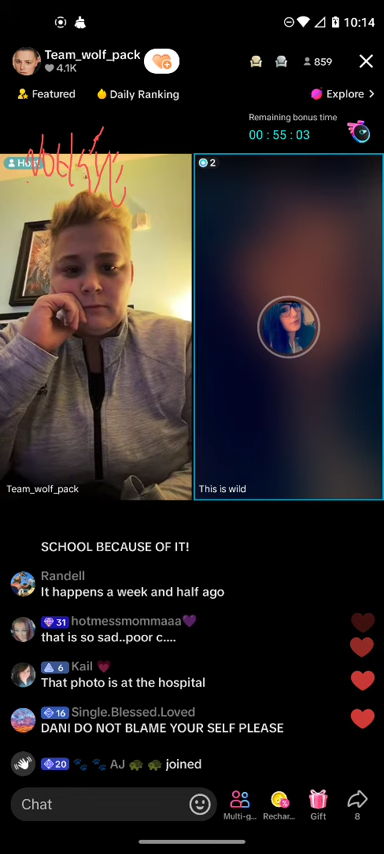 10:14
Team_wolf_pack
4.1K
859
Featured
Daily Ranking
Explore >
Remaining bonus time
00 : 55 : 03
Host
2
Team_wolf_pack
This is wild
SCHOOL BECAUSE OF IT!
Randell
It happens a week and half ago
31 hotmessmommaaa💜
that is so sad..poor c....
6 Kail 💗
That photo is at the hospital
16 Single.Blessed.Loved
DANI DO NOT BLAME YOUR SELF PLEASE
20 🐾 🐾 AJ 🐢 🐢 joined
Chat
Multi-g...
Rechar...
Gift
8